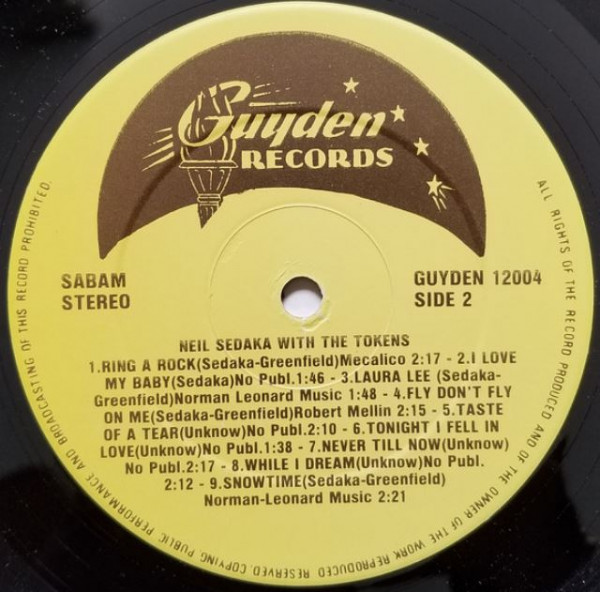 Guyden
RECORDS
SABAM
STEREO
GUYDEN 12004
SIDE 2
NEIL SEDAKA WITH THE TOKENS
1.RING A ROCK(Sedaka-Greenfield)Mecalico 2:17 - 2.I LOVE
MY BABY(Sedaka)No Publ.1:46 - 3.LAURA LEE (Sedaka-
Greenfield)Norman Leonard Music 1:48 - 4.FLY DON'T FLY
ON ME(Sedaka-Greenfield)Robert Mellin 2:15 - 5.TASTE
OF A TEAR(Unknow)No Publ.2:10 - 6.TONIGHT I FELL IN
LOVE(Unknow)No Publ.1:38 - 7.NEVER TILL NOW(Unknow)
No Publ.2:17 - 8.WHILE I DREAM(Unknow)No Publ.
2:12 - 9.SNOWTIME(Sedaka-Greenfield)
Norman-Leonard Music 2:21
ALL RIGHTS OF THE RECORD PRODUCED AND OF THE OWNER OF THE WORK REPRODUCED RESERVED. COPYING PUBLIC PERFORMANCE AND BROADCASTING OF THIS RECORD PROHIBITED.